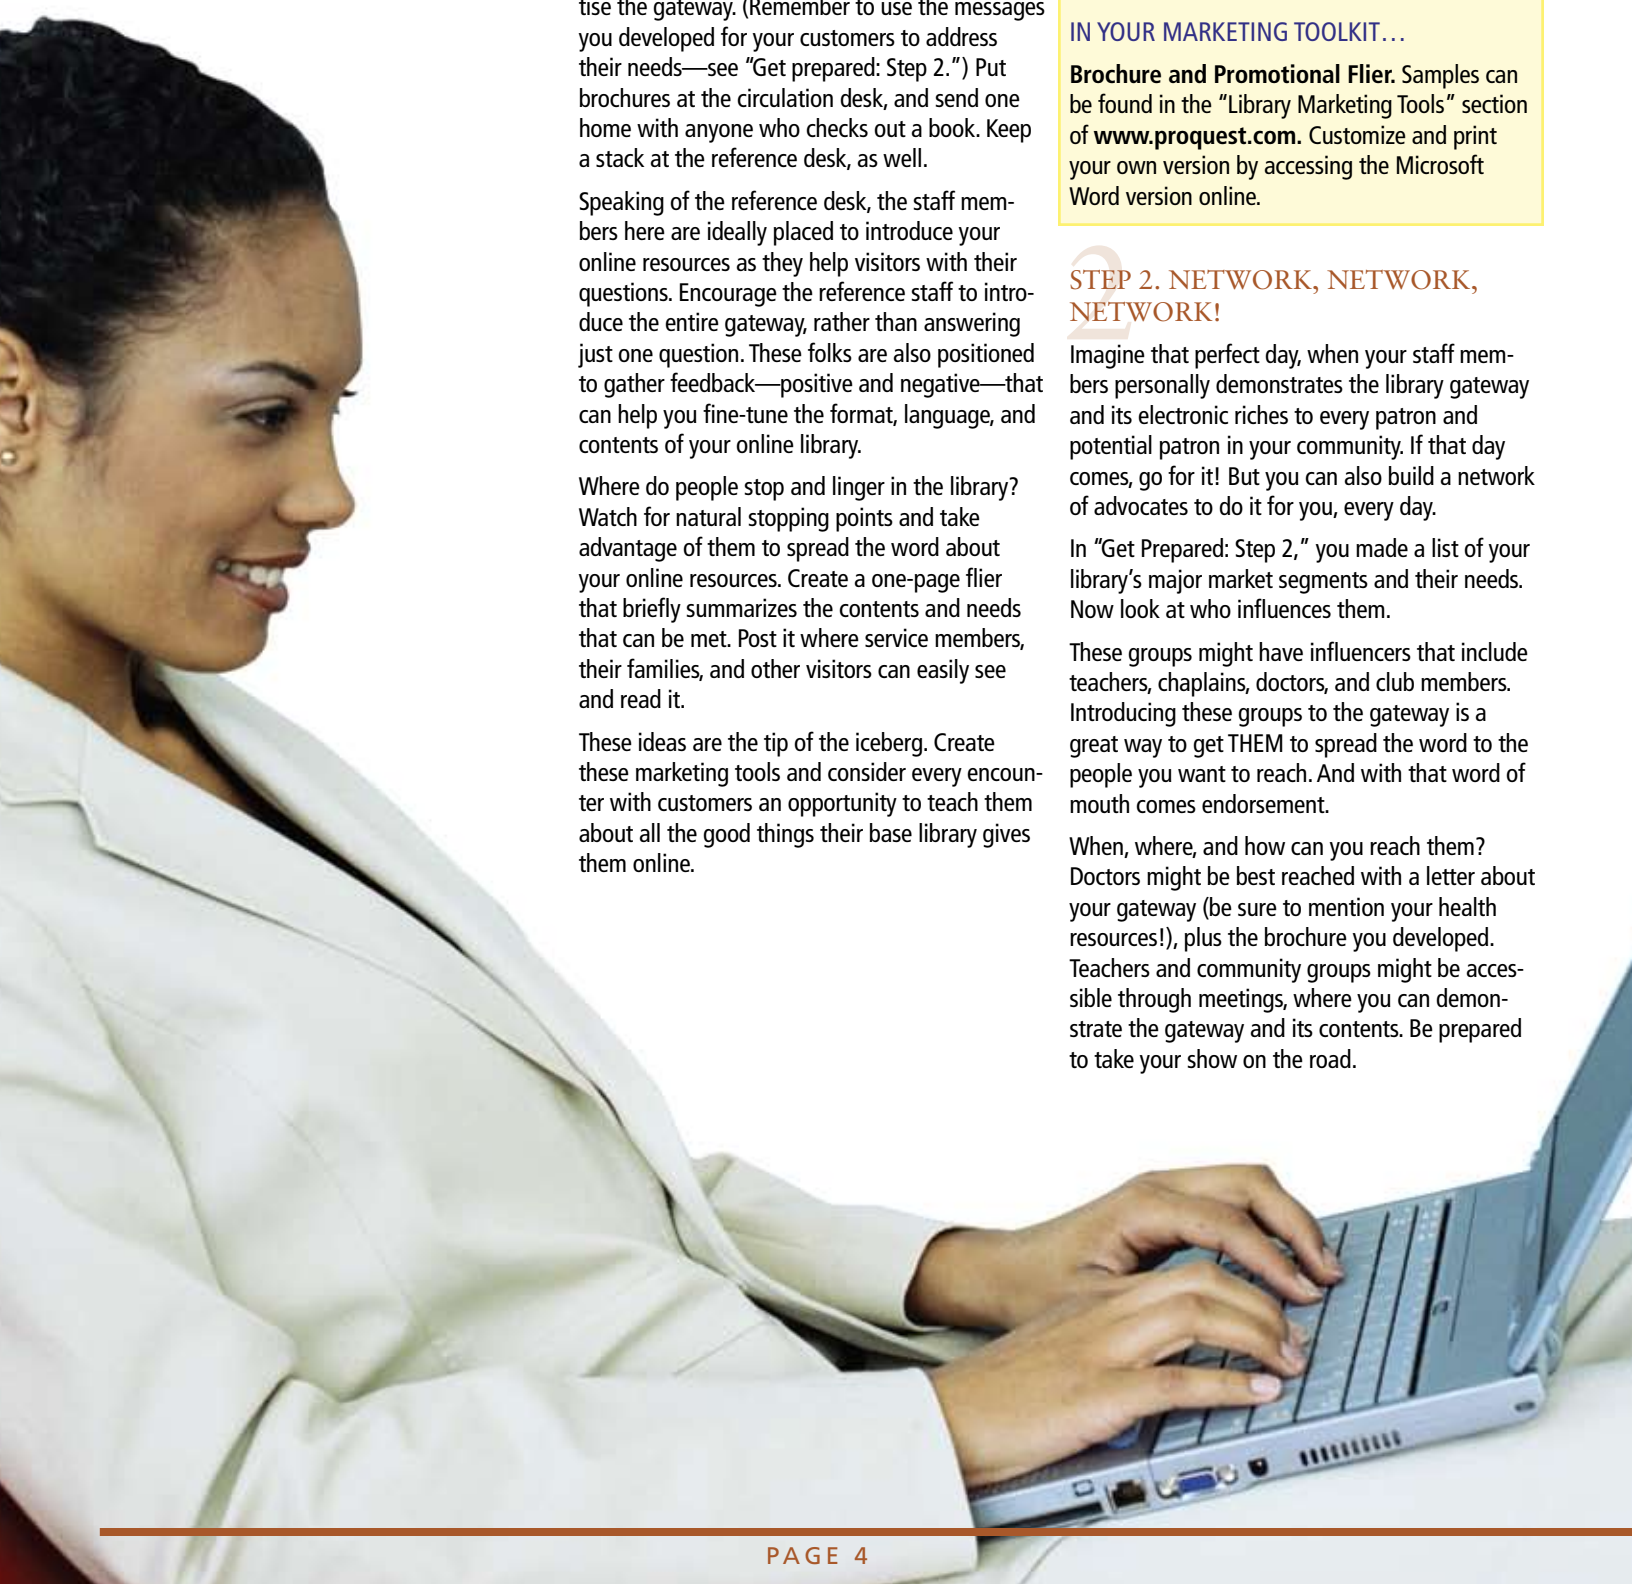 tise the gateway. (Remember to use the messages
you developed for your customers to address
their needs—see “Get prepared: Step 2.”) Put
brochures at the circulation desk, and send one
home with anyone who checks out a book. Keep
a stack at the reference desk, as well.
Speaking of the reference desk, the staff mem-
bers here are ideally placed to introduce your
online resources as they help visitors with their
questions. Encourage the reference staff to intro-
duce the entire gateway, rather than answering
just one question. These folks are also positioned
to gather feedback—positive and negative—that
can help you fine-tune the format, language, and
contents of your online library.
Where do people stop and linger in the library?
Watch for natural stopping points and take
advantage of them to spread the word about
your online resources. Create a one-page flier
that briefly summarizes the contents and needs
that can be met. Post it where service members,
their families, and other visitors can easily see
and read it.
These ideas are the tip of the iceberg. Create
these marketing tools and consider every encoun-
ter with customers an opportunity to teach them
about all the good things their base library gives
them online.
IN YOUR MARKETING TOOLKIT…
Brochure and Promotional Flier. Samples can
be found in the “Library Marketing Tools” section
of www.proquest.com. Customize and print
your own version by accessing the Microsoft
Word version online.
2
STEP 2. NETWORK, NETWORK,
NETWORK!
Imagine that perfect day, when your staff mem-
bers personally demonstrates the library gateway
and its electronic riches to every patron and
potential patron in your community. If that day
comes, go for it! But you can also build a network
of advocates to do it for you, every day.
In “Get Prepared: Step 2,” you made a list of your
library’s major market segments and their needs.
Now look at who influences them.
These groups might have influencers that include
teachers, chaplains, doctors, and club members.
Introducing these groups to the gateway is a
great way to get THEM to spread the word to the
people you want to reach. And with that word of
mouth comes endorsement.
When, where, and how can you reach them?
Doctors might be best reached with a letter about
your gateway (be sure to mention your health
resources!), plus the brochure you developed.
Teachers and community groups might be acces-
sible through meetings, where you can demon-
strate the gateway and its contents. Be prepared
to take your show on the road.
PAGE 4